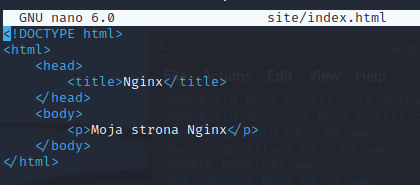 GNU nano 6.0 site/index.html
<!DOCTYPE html>
<html>
    <head>
        <title>Nginx</title>
    </head>
    <body>
        <p>Moja strona Nginx</p>
    </body>
</html>